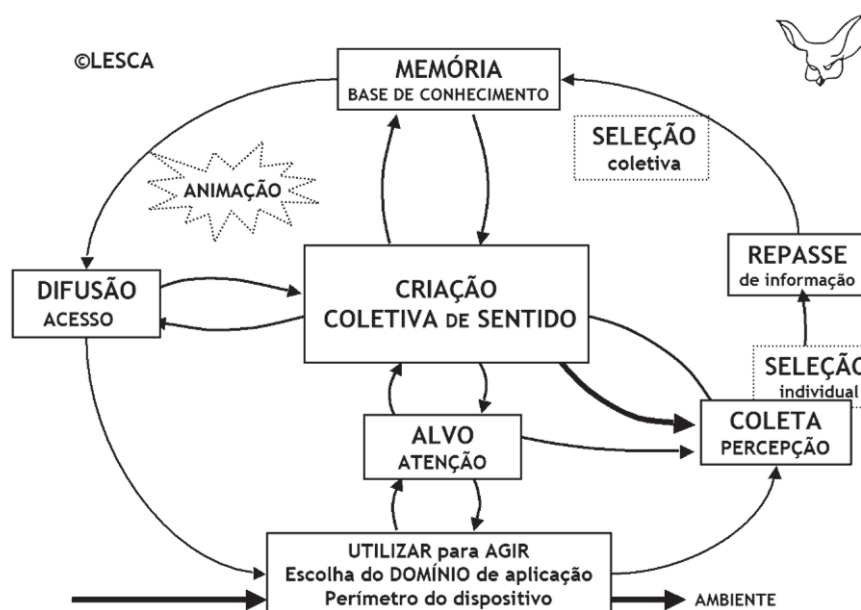 ©LESCA
MEMÓRIA
BASE DE CONHECIMENTO
SELEÇÃO
coletiva
ANIMAÇÃO
DIFUSÃO
ACESSO
CRIAÇÃO
COLETIVA DE SENTIDO
REPASSE
de informação
SELEÇÃO
individual
ALVO
ATENÇÃO
COLETA
PERCEPÇÃO
UTILIZAR para AGIR
Escolha do DOMÍNIO de aplicação
Perímetro do dispositivo
AMBIENTE